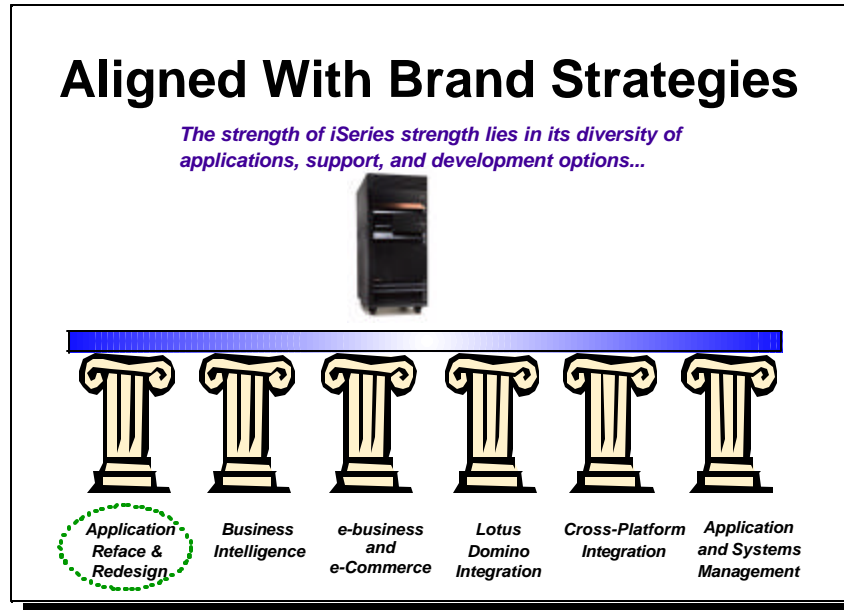 Aligned With Brand Strategies
The strength of iSeries strength lies in its diversity of
applications, support, and development options...
Application
Reface &
Redesign
Business
Intelligence
e-business
and
e-Commerce
Lotus
Domino
Integration
Cross-Platform
Integration
Application
and Systems
Management